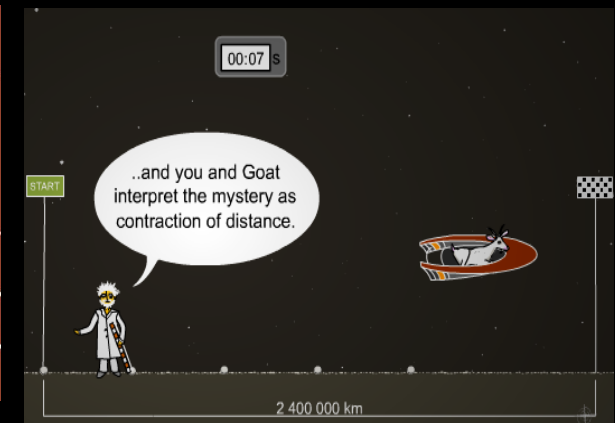 00:07 s
..and you and Goat
interpret the mystery as
contraction of distance.
START
2 400 000 km